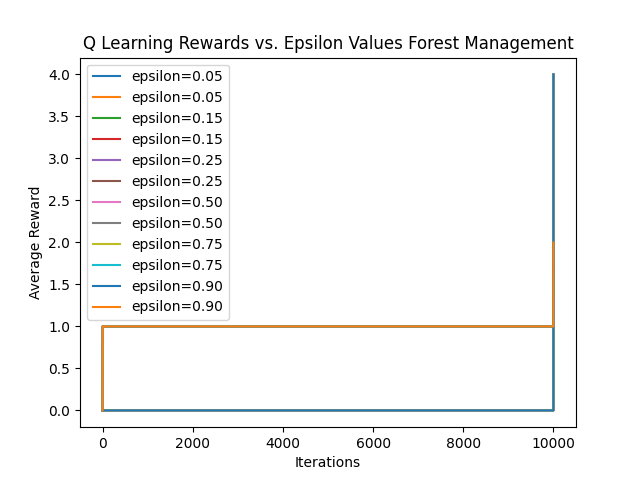 Q Learning Rewards vs. Epsilon Values Forest Management
epsilon=0.05
epsilon=0.05
epsilon=0.15
epsilon=0.15
epsilon=0.25
epsilon=0.25
epsilon=0.50
epsilon=0.50
epsilon=0.75
epsilon=0.75
epsilon=0.90
epsilon=0.90
Average Reward
4.0
3.5
3.0
2.5
2.0
1.5
1.0
0.5
0.0
0 2000 4000 6000 8000 10000
Iterations